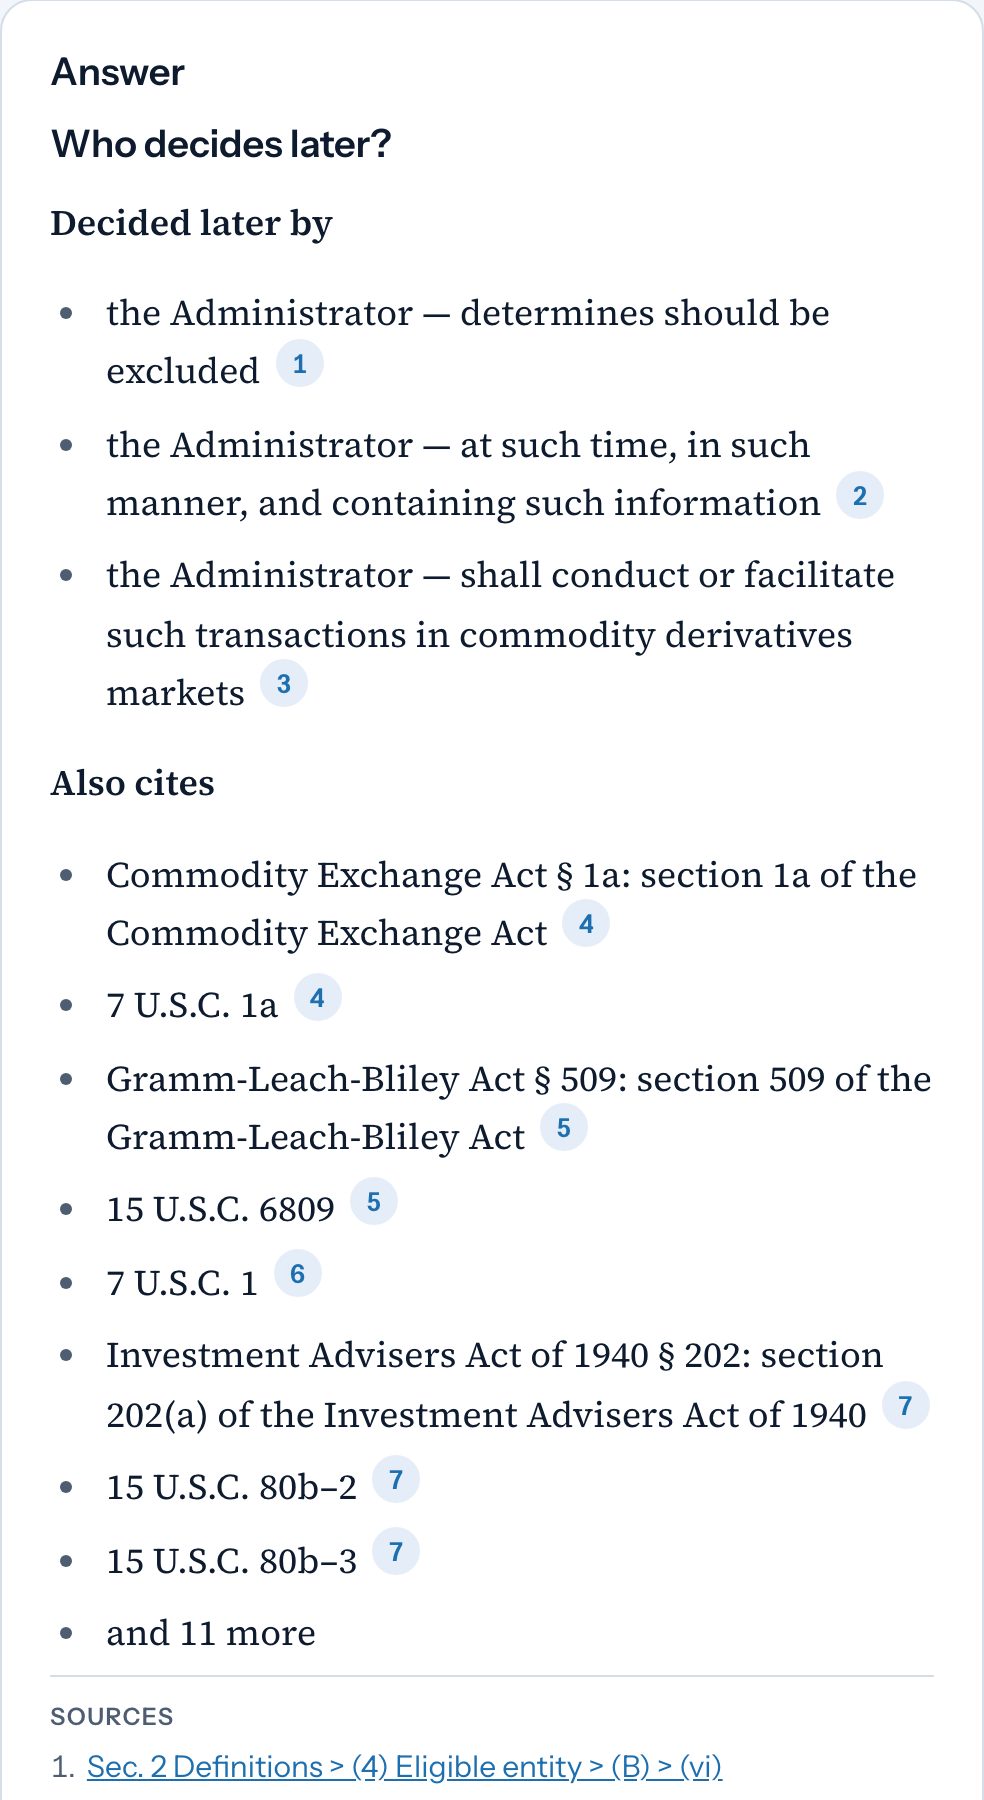 Answer
Who decides later?
Decided later by
• the Administrator — determines should be
excluded 1
• the Administrator — at such time, in such
manner, and containing such information 2
• the Administrator — shall conduct or facilitate
such transactions in commodity derivatives
markets 3
Also cites
• Commodity Exchange Act § 1a: section 1a of the
Commodity Exchange Act 4
• 7 U.S.C. 1a 4
• Gramm-Leach-Bliley Act § 509: section 509 of the
Gramm-Leach-Bliley Act 5
• 15 U.S.C. 6809 5
• 7 U.S.C. 1 6
• Investment Advisers Act of 1940 § 202: section
202(a) of the Investment Advisers Act of 1940 7
• 15 U.S.C. 80b–2 7
• 15 U.S.C. 80b–3 7
• and 11 more
SOURCES
1. Sec. 2 Definitions > (4) Eligible entity > (B) > (vi)